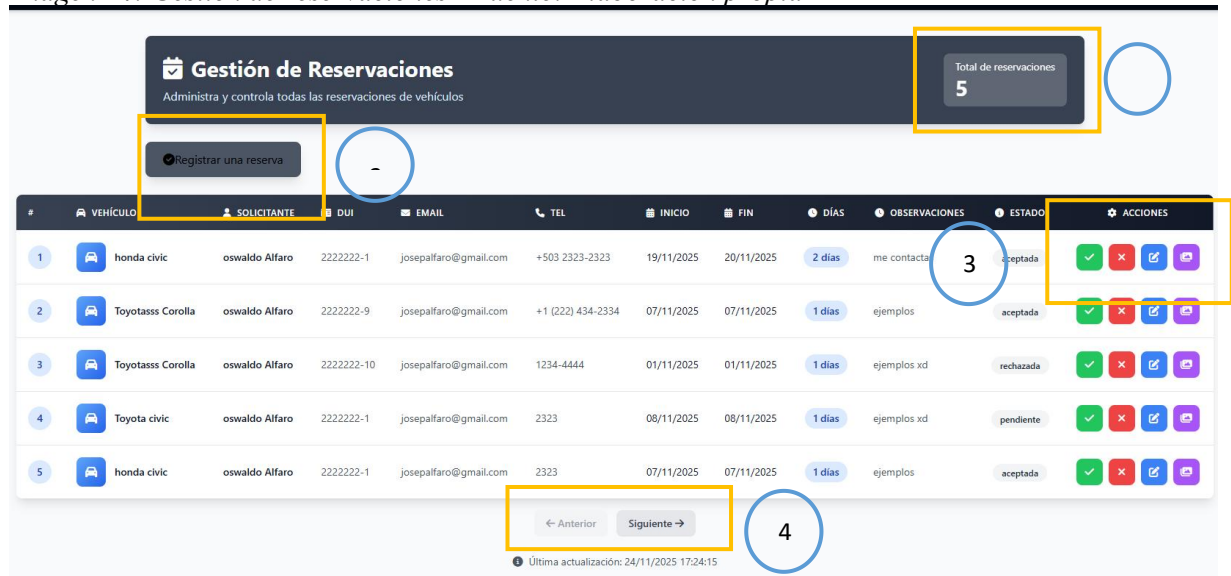 Gestión de Reservaciones
Administra y controla todas las reservaciones de vehículos
Total de reservaciones
5
Registrar una reserva
# VEHÍCULO SOLICITANTE DUI EMAIL TEL INICIO FIN DÍAS OBSERVACIONES ESTADO ACCIONES
1 honda civic oswaldo Alfaro 2222222-1 josepalfaro@gmail.com +503 2323-2323 19/11/2025 20/11/2025 2 días me contacta 3 aceptada
2 Toyotasss Corolla oswaldo Alfaro 2222222-9 josepalfaro@gmail.com +1 (222) 434-2334 07/11/2025 07/11/2025 1 días ejemplos aceptada
3 Toyotasss Corolla oswaldo Alfaro 2222222-10 josepalfaro@gmail.com 1234-4444 01/11/2025 01/11/2025 1 días ejemplos xd rechazada
4 Toyota civic oswaldo Alfaro 2222222-1 josepalfaro@gmail.com 2323 08/11/2025 08/11/2025 1 días ejemplos xd pendiente
5 honda civic oswaldo Alfaro 2222222-1 josepalfaro@gmail.com 2323 07/11/2025 07/11/2025 1 días ejemplos aceptada
← Anterior Siguiente → 4
Última actualización: 24/11/2025 17:24:15